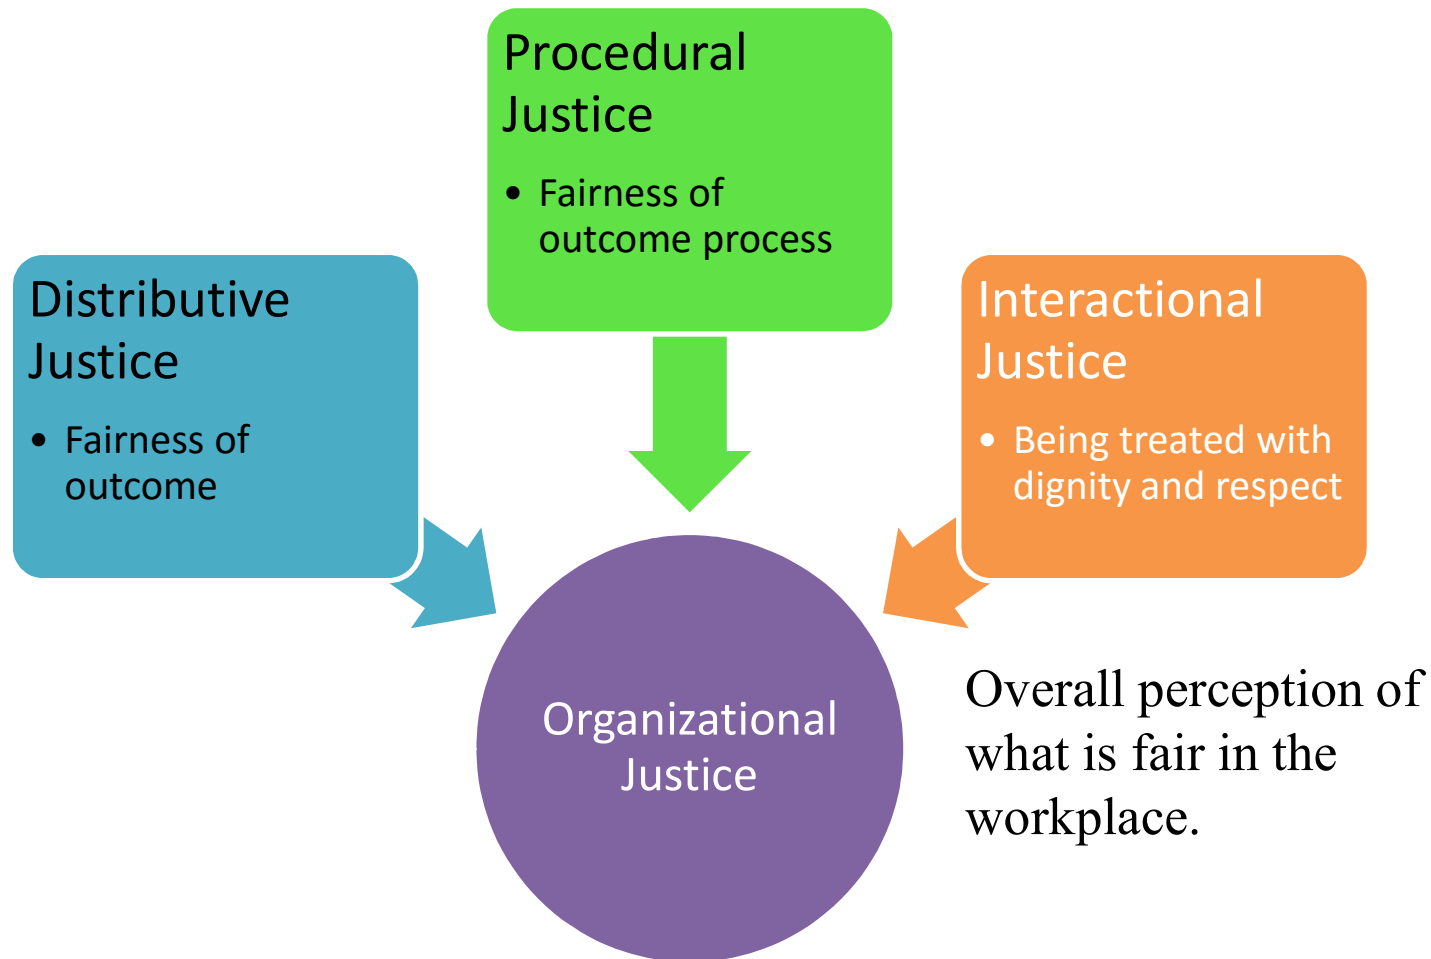 Procedural
Justice
• Fairness of
outcome process
Distributive
Justice
• Fairness of
outcome
Interactional
Justice
• Being treated with
dignity and respect
Organizational
Justice
Overall perception of
what is fair in the
workplace.